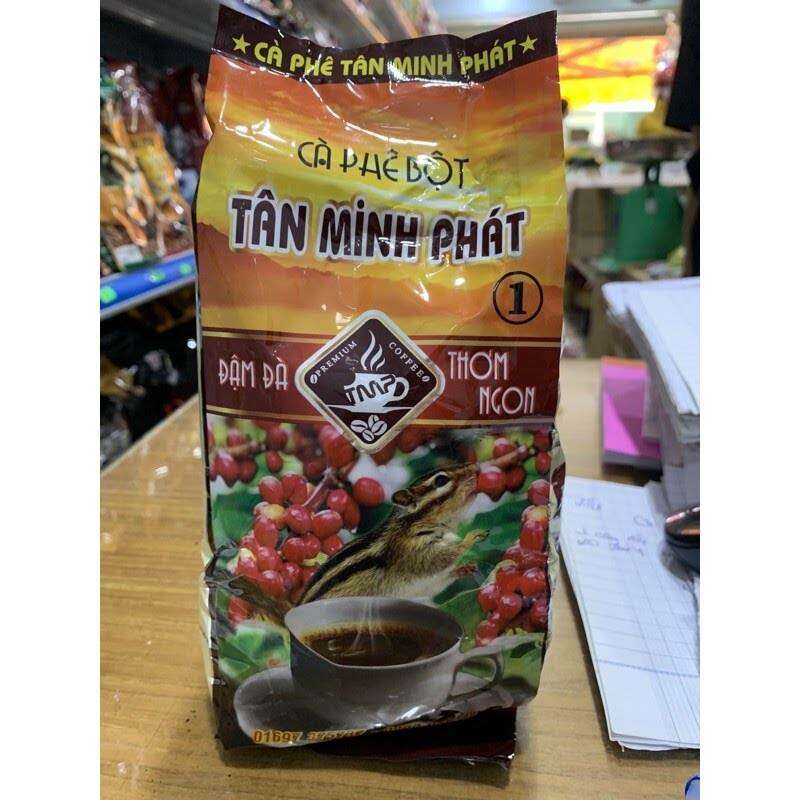 ★CÀ PHÊ TÂN MINH PHÁT★
CÀ PHÊ BỘT
TÂN MINH PHÁT
1
ĐẬM ĐÀ
PREMIUM COFFEE
TMP
THƠM
NGON
01697